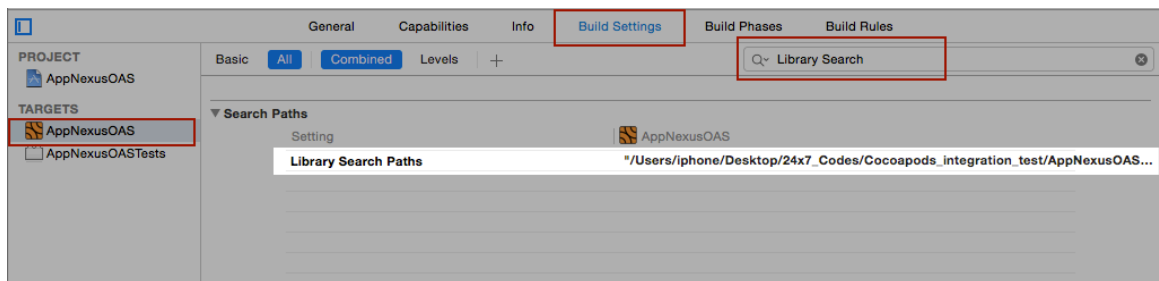 General Capabilities Info Build Settings Build Phases Build Rules
PROJECT
AppNexusOAS
TARGETS
AppNexusOAS
AppNexusOASTests
Basic All Combined Levels + Library Search
Search Paths
Setting AppNexusOAS
Library Search Paths "/Users/iphone/Desktop/24x7_Codes/Cocoapods_integration_test/AppNexusOAS...